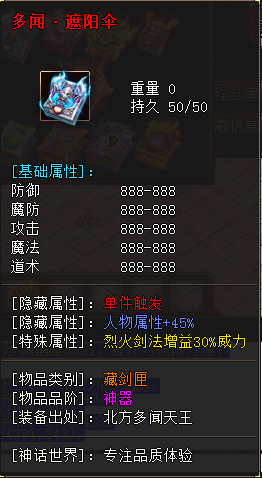 多闻·遮阳伞
重量 0
持久 50/50
[基础属性]:
防御 888-888
魔防 888-888
攻击 888-888
魔法 888-888
道术 888-888
[隐藏属性]: 单件触发
[隐藏属性]: 人物属性+45%
[特殊属性]: 烈火剑法增益30%威力
[物品类别]: 藏剑匣
[物品品阶]: 神器
[装备出处]: 北方多闻天王
[神话世界]: 专注品质体验